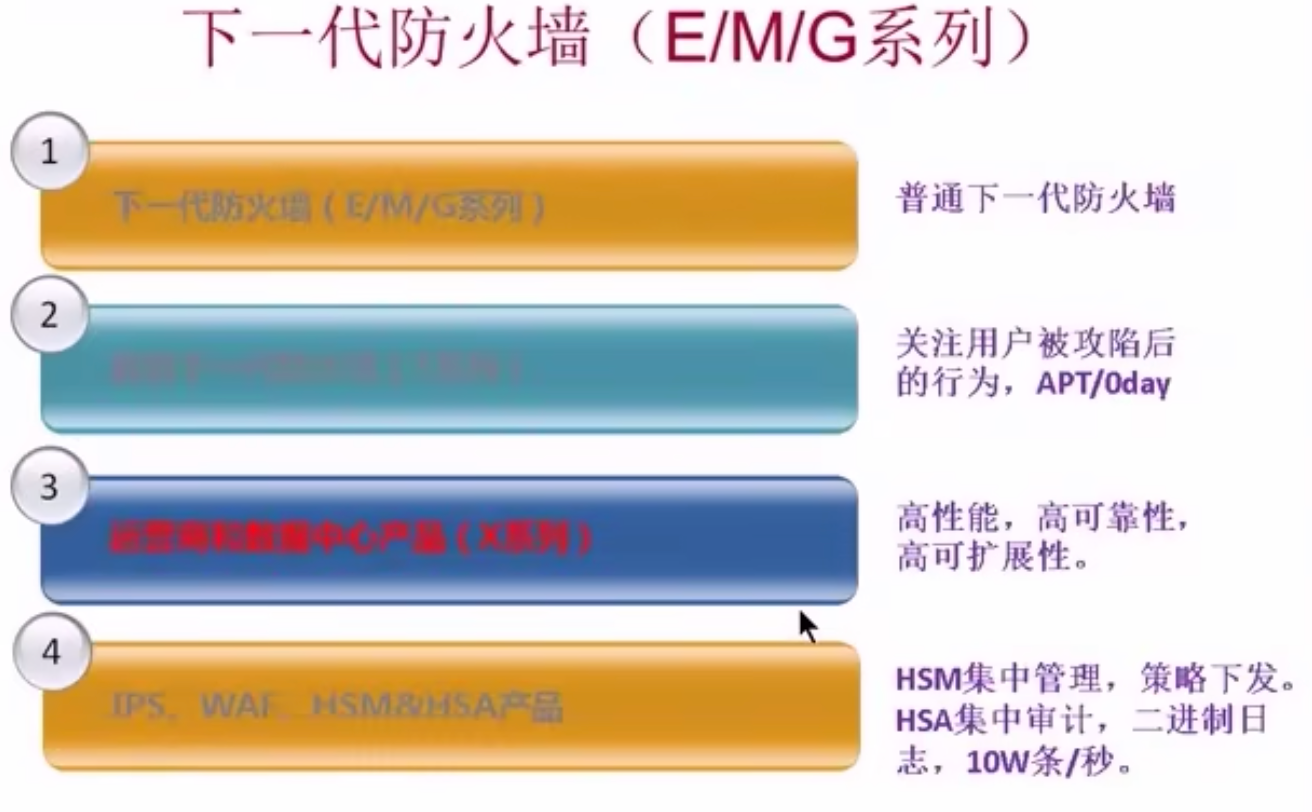 下一代防火墙（E/M/G系列）
1
下一代防火墙（E/M/G系列）
普通下一代防火墙
2
关注用户被攻陷后
的行为，APT/0day
3
运营商和数据中心产品（X系列）
高性能，高可靠性，
高可扩展性。
4
IPS、WAF、HSM&HSA产品
HSM集中管理，策略下发。
HSA集中审计，二进制日
志，10W条/秒。